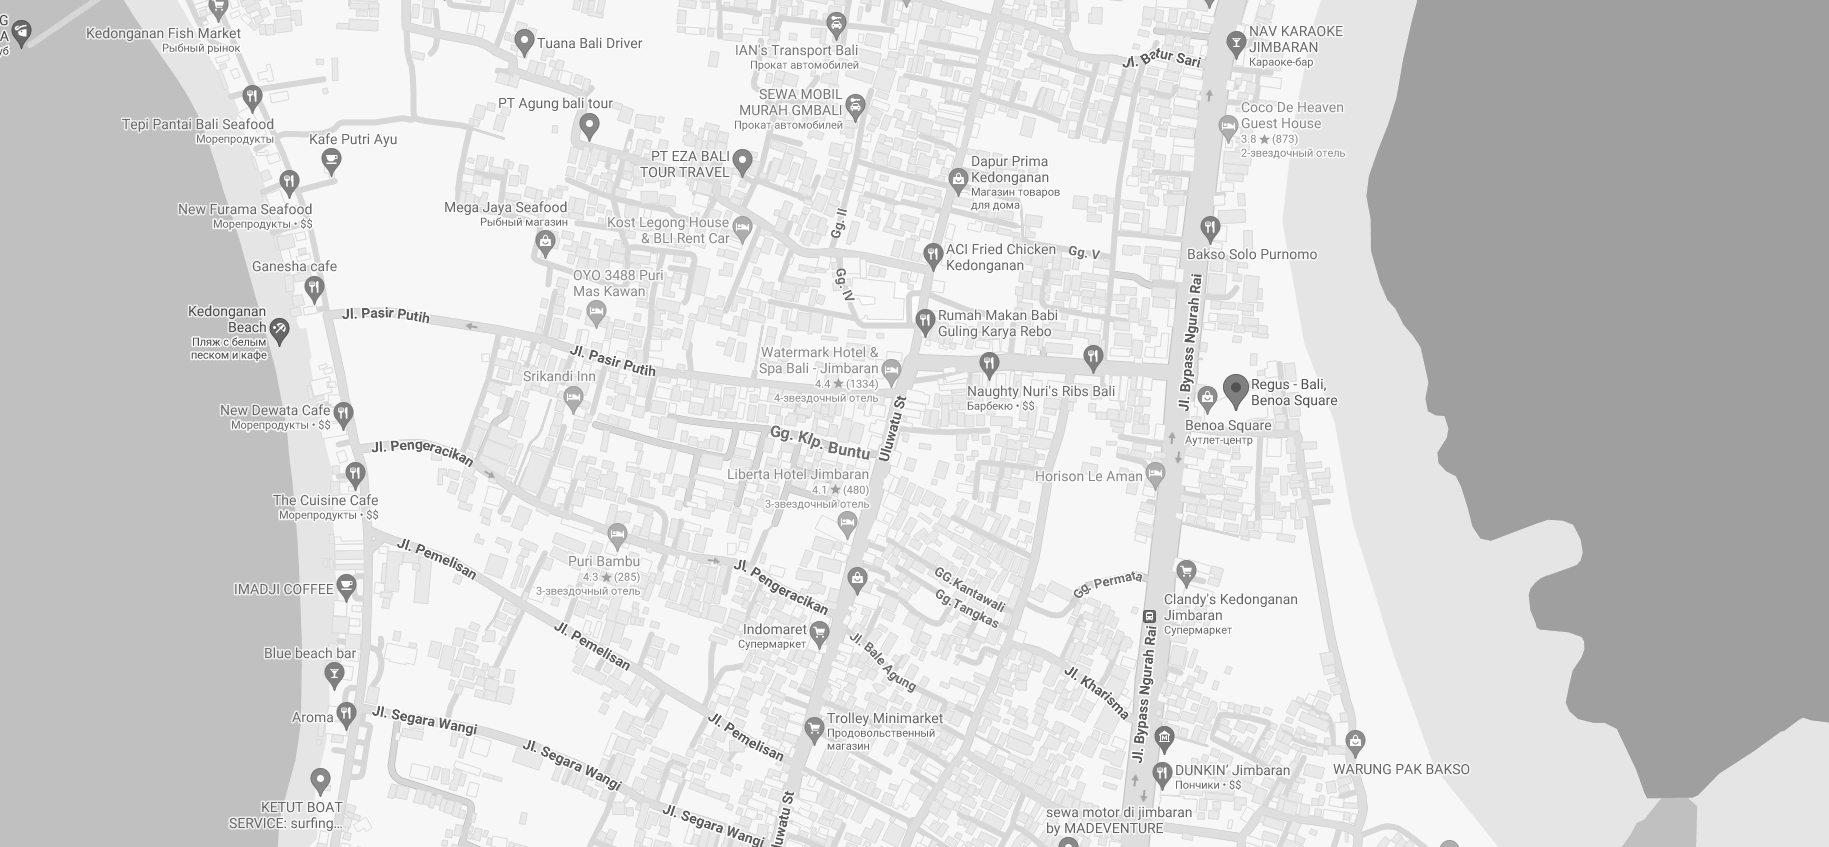 Kedonganan Fish Market
Рыбный рынок
Tuana Bali Driver
IAN's Transport Bali
Прокат автомобилей
Jl. Batur Sari
NAV KARAOKE
JIMBARAN
Караоке-бар
SEWA MOBIL
MURAH GMBALI
Прокат автомобилей
PT Agung bali tour
Coco De Heaven
Guest House
3.8 ★ (873)
2-звездочный отель
Tepi Pantai Bali Seafood
Морепродукты
Kafe Putri Ayu
PT EZA BALI
TOUR TRAVEL
Dapur Prima
Kedonganan
Магазин товаров
для дома
New Furama Seafood
Морепродукты • $$
Mega Jaya Seafood
Рыбный магазин
Kost Legong House
& BLI Rent Car
Gg. II
ACI Fried Chicken
Kedonganan
Gg. V
Bakso Solo Purnomo
Ganesha cafe
OYO 3488 Puri
Mas Kawan
Gg. IV
Jl. Bypass Ngurah Rai
Kedonganan
Beach
Пляж с белым
песком и кафе
Jl. Pasir Putih
Rumah Makan Babi
Guling Karya Rebo
Jl. Pasir Putih
Watermark Hotel &
Spa Bali - Jimbaran
4.4 ★ (1334)
4-звездочный отель
Srikandi Inn
Naughty Nuri's Ribs Bali
Барбекю • $$
Regus - Bali,
Benoa Square
Benoa Square
Аутлет-центр
New Dewata Cafe
Морепродукты • $$
Uluwatu St
Gg. Klp. Buntu
Jl. Pengeracikan
Liberta Hotel Jimbaran
4.1 ★ (480)
3-звездочный отель
Horison Le Aman
The Cuisine Cafe
Морепродукты • $$
Jl. Pemelisan
Puri Bambu
4.3 ★ (285)
3-звездочный отель
Jl. Pengeracikan
GG.Kantawali
Gg. Tangkas
Gg. Permata
IMADJI COFFEE
Clandy's Kedonganan
Jimbaran
Супермаркет
Indomaret
Супермаркет
Jl. Pemelisan
Jl. Bale Agung
Jl. Bypass Ngurah Rai
Jl. Kharisma
Blue beach bar
Aroma
Jl. Segara Wangi
Jl. Pemelisan
Trolley Minimarket
Продовольственный
магазин
Jl. Segara Wangi
DUNKIN' Jimbaran
Пончики • $$
WARUNG PAK BAKSO
KETUT BOAT
SERVICE: surfing...
Jl. Segara Wangi
luwatu St
sewa motor di jimbaran
by MADEVENTURE